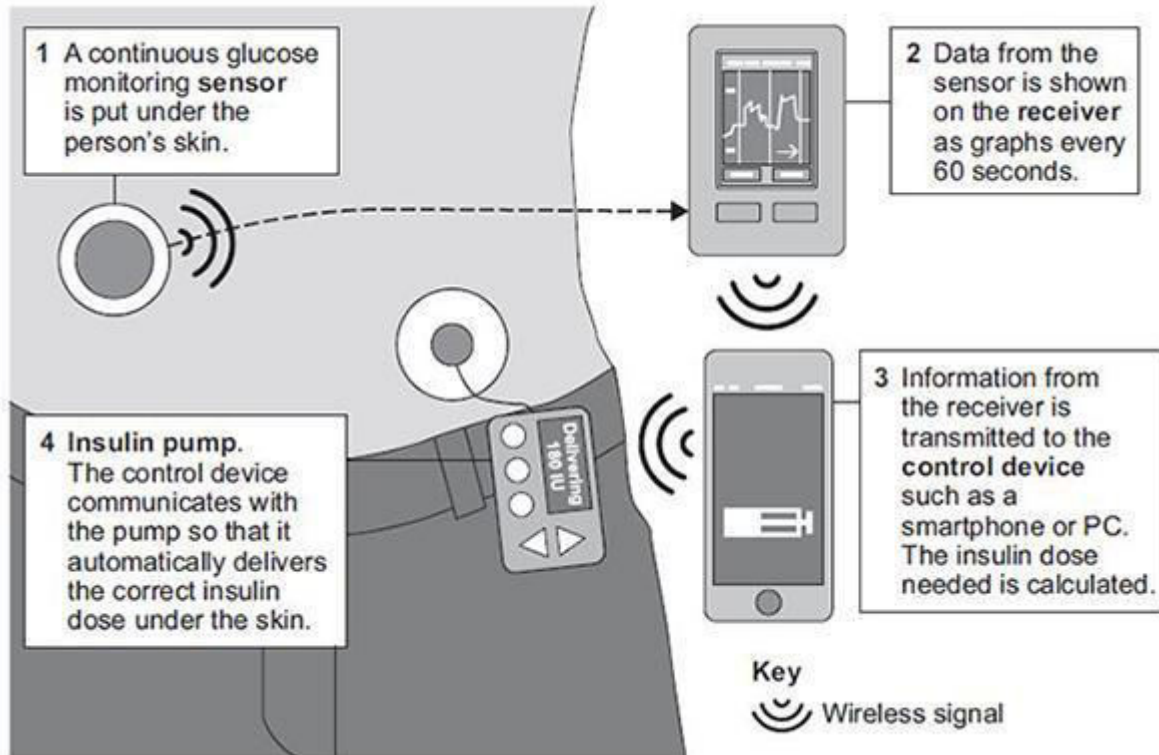 1 A continuous glucose
monitoring sensor
is put under the
person's skin.
2 Data from the
sensor is shown
on the receiver
as graphs every
60 seconds.
3 Information from
the receiver is
transmitted to the
control device
such as a
smartphone or PC.
The insulin dose
needed is calculated.
4 Insulin pump.
The control device
communicates with
the pump so that it
automatically delivers
the correct insulin
dose under the skin.
Delivering
180 IU
Key
Wireless signal